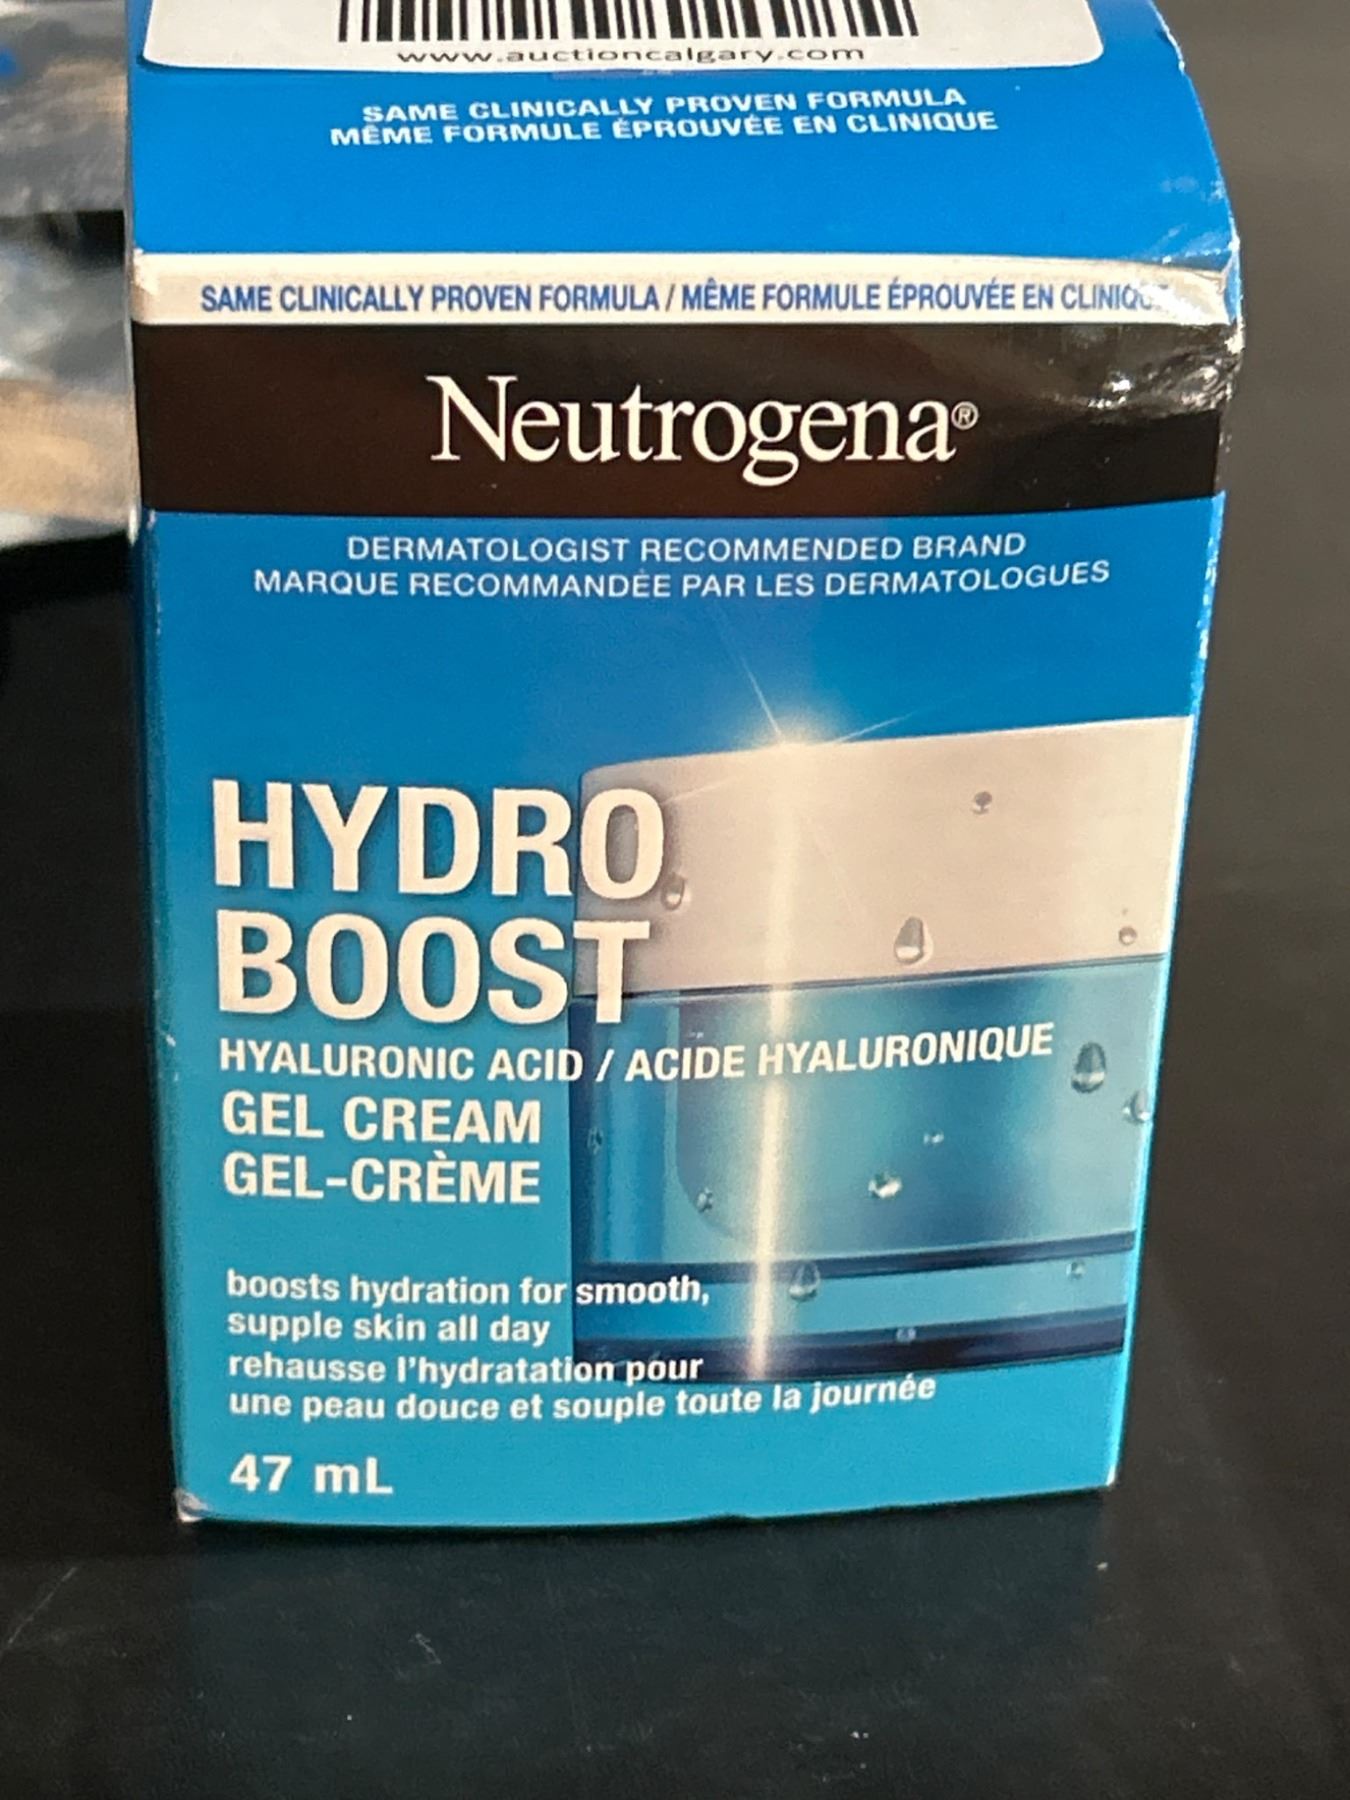 www.auctioncalgary.com
SAME CLINICALLY PROVEN FORMULA
MÊME FORMULE ÉPROUVÉE EN CLINIQUE
SAME CLINICALLY PROVEN FORMULA / MÊME FORMULE ÉPROUVÉE EN CLINIQUE
Neutrogena®
DERMATOLOGIST RECOMMENDED BRAND
MARQUE RECOMMANDÉE PAR LES DERMATOLOGUES
HYDRO
BOOST
HYALURONIC ACID / ACIDE HYALURONIQUE
GEL CREAM
GEL-CRÈME
boosts hydration for smooth,
supple skin all day
rehausse l'hydratation pour
une peau douce et souple toute la journée
47 mL